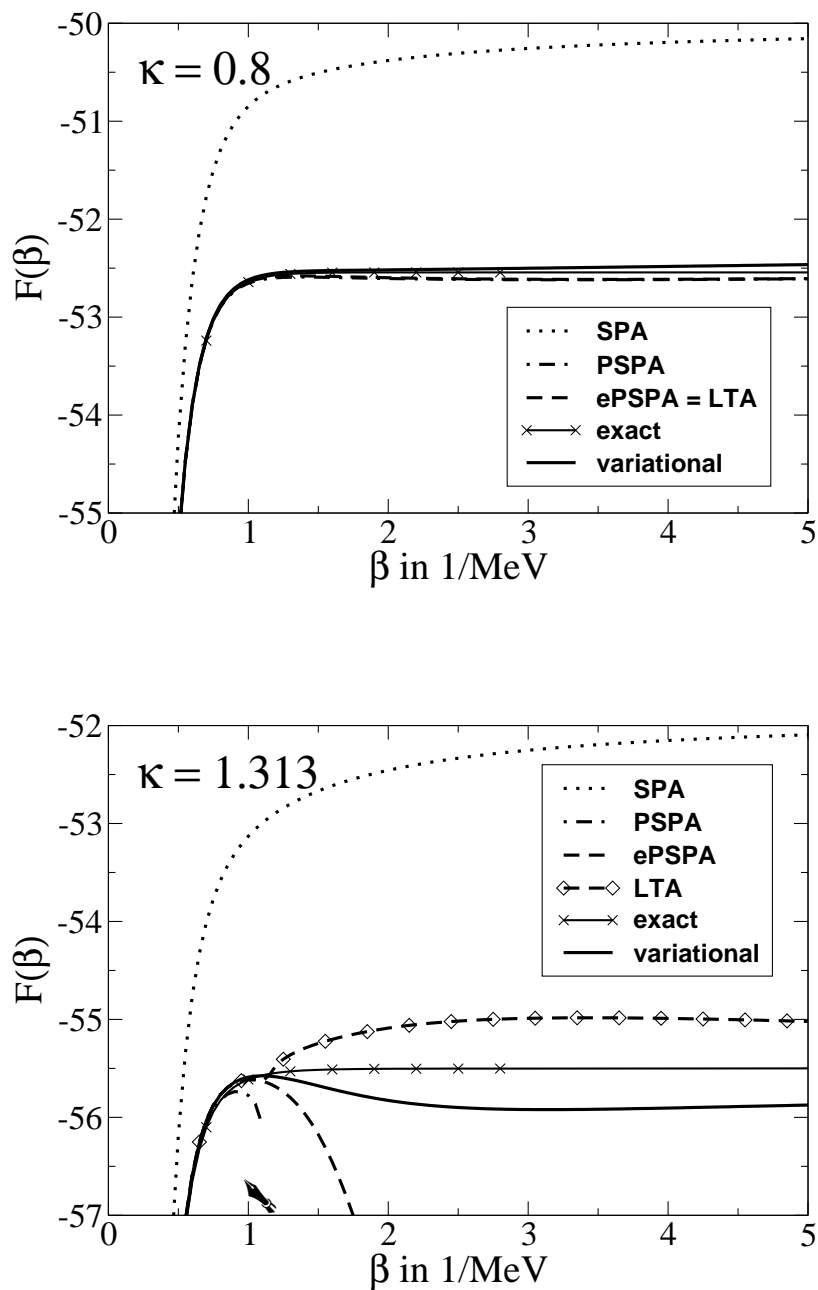 -50
κ = 0.8
-51
-52
F(β)
-53
SPA
PSPA
ePSPA = LTA
-54
exact
variational
-55
0 1 2 3 4 5
β in 1/MeV
-52
κ = 1.313
SPA
-53
PSPA
ePSPA
-54
LTA
exact
F(β)
variational
-55
-56
-57
0 1 2 3 4 5
β in 1/MeV